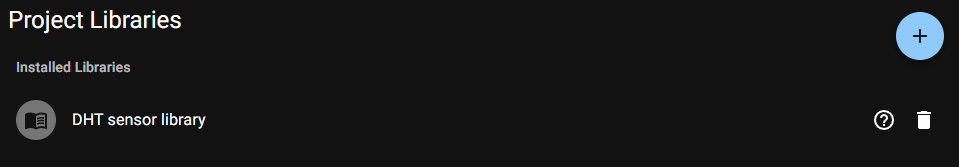 Project Libraries
Installed Libraries
DHT sensor library